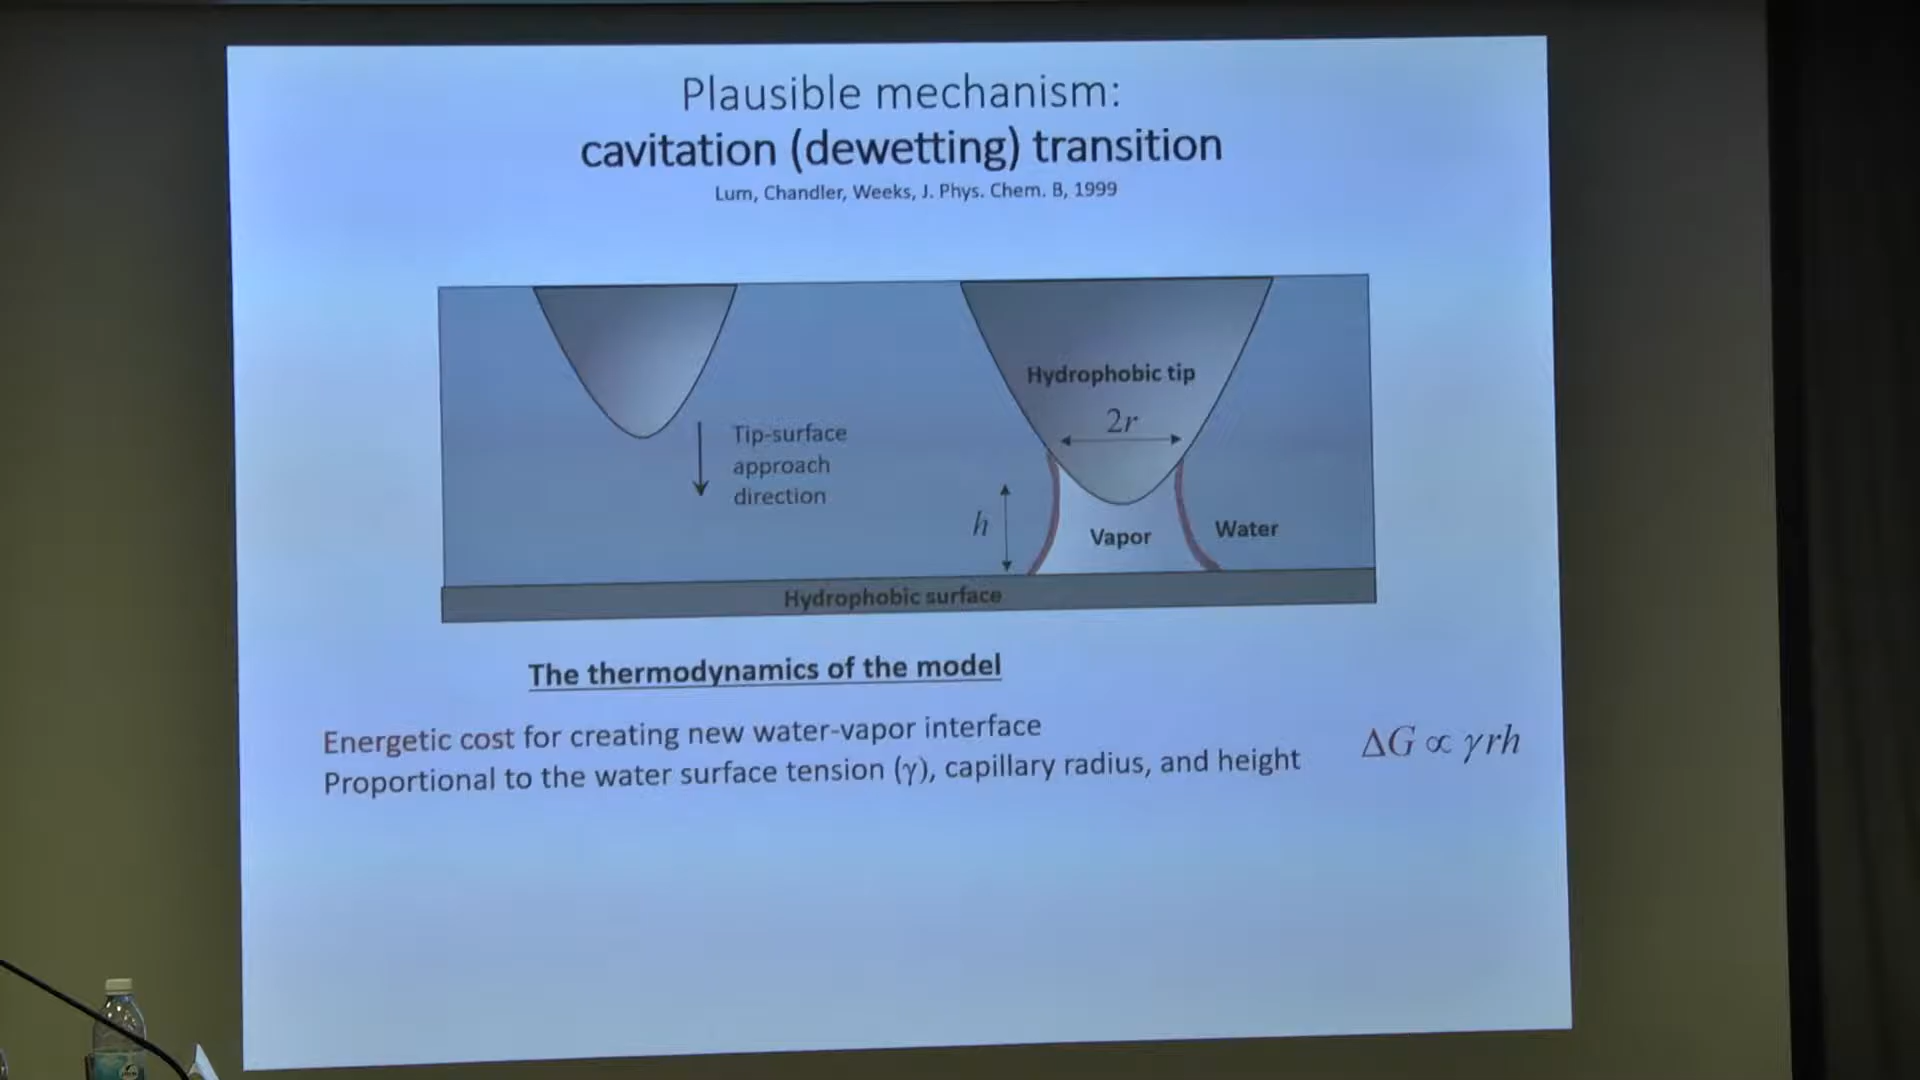 Plausible mechanism:
cavitation (dewetting) transition
Lum, Chandler, Weeks, J. Phys. Chem. B, 1999
Hydrophobic tip
2r
Tip-surface
approach
direction
h
Vapor
Water
Hydrophobic surface
The thermodynamics of the model
Energetic cost for creating new water-vapor interface
Proportional to the water surface tension (γ), capillary radius, and height
ΔG ∝ γrh